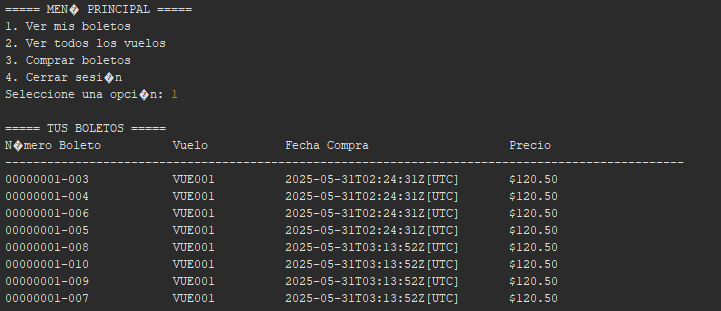 ===== MEN� PRINCIPAL =====
1. Ver mis boletos
2. Ver todos los vuelos
3. Comprar boletos
4. Cerrar sesi�n
Seleccione una opci�n: 1
===== TUS BOLETOS =====
N�mero Boleto Vuelo Fecha Compra Precio
-------------------------------------------------------------------------------------------------
00000001-003 VUE001 2025-05-31T02:24:31Z[UTC] $120.50
00000001-004 VUE001 2025-05-31T02:24:31Z[UTC] $120.50
00000001-006 VUE001 2025-05-31T02:24:31Z[UTC] $120.50
00000001-005 VUE001 2025-05-31T02:24:31Z[UTC] $120.50
00000001-008 VUE001 2025-05-31T03:13:52Z[UTC] $120.50
00000001-010 VUE001 2025-05-31T03:13:52Z[UTC] $120.50
00000001-009 VUE001 2025-05-31T03:13:52Z[UTC] $120.50
00000001-007 VUE001 2025-05-31T03:13:52Z[UTC] $120.50